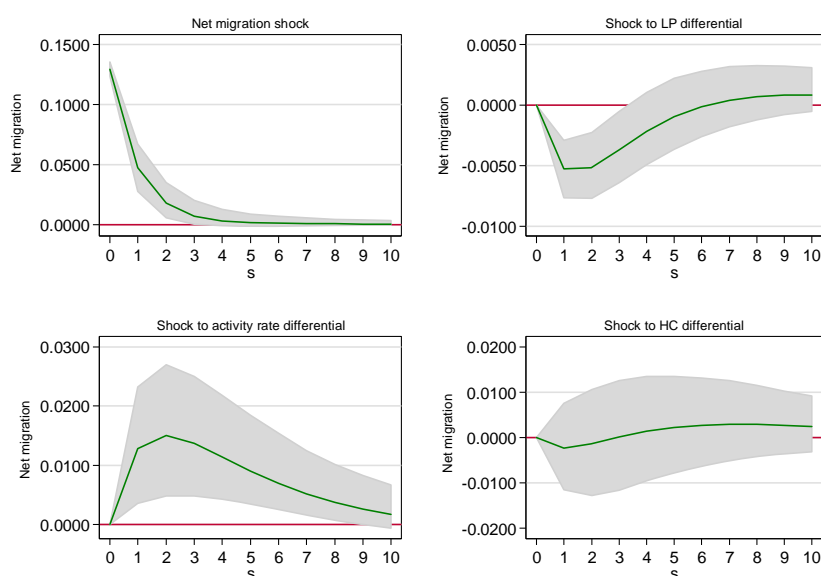 Net migration shock
0.1500
0.1000
0.0500
0.0000
Net migration
0 1 2 3 4 5 6 7 8 9 10
s
Shock to LP differential
0.0050
0.0000
-0.0050
-0.0100
Net migration
0 1 2 3 4 5 6 7 8 9 10
s
Shock to activity rate differential
0.0300
0.0200
0.0100
0.0000
Net migration
0 1 2 3 4 5 6 7 8 9 10
s
Shock to HC differential
0.0200
0.0100
0.0000
-0.0100
-0.0200
Net migration
0 1 2 3 4 5 6 7 8 9 10
s